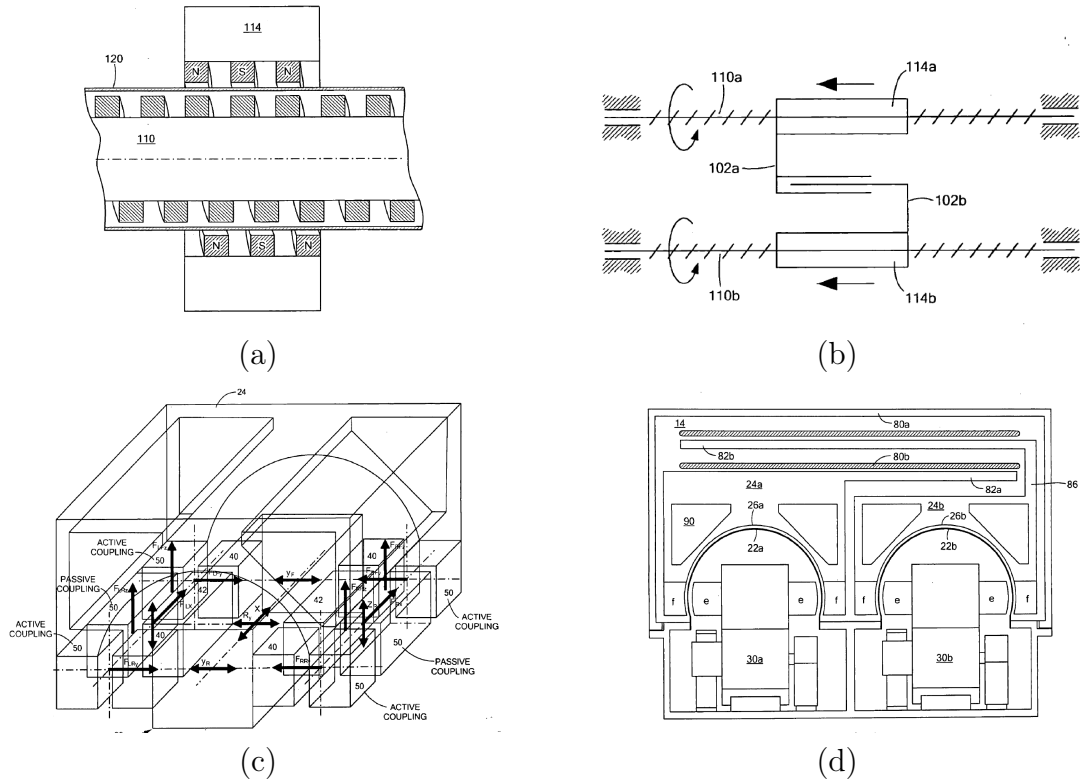 114
120
N S N
110
N S N
(a)
110a
114a
102a
102b
110b
114b
(b)
24
ACTIVE
COUPLING
50
40
40
PASSIVE
COUPLING
50
42
42
50
ACTIVE
COUPLING
ACTIVE
COUPLING
50
40
40
50
PASSIVE
COUPLING
50
ACTIVE
COUPLING
(c)
14
80a
82b
80b
86
24a
82a
90
26a
24b
26b
22a
22b
f e e f f e e f
30a
30b
(d)